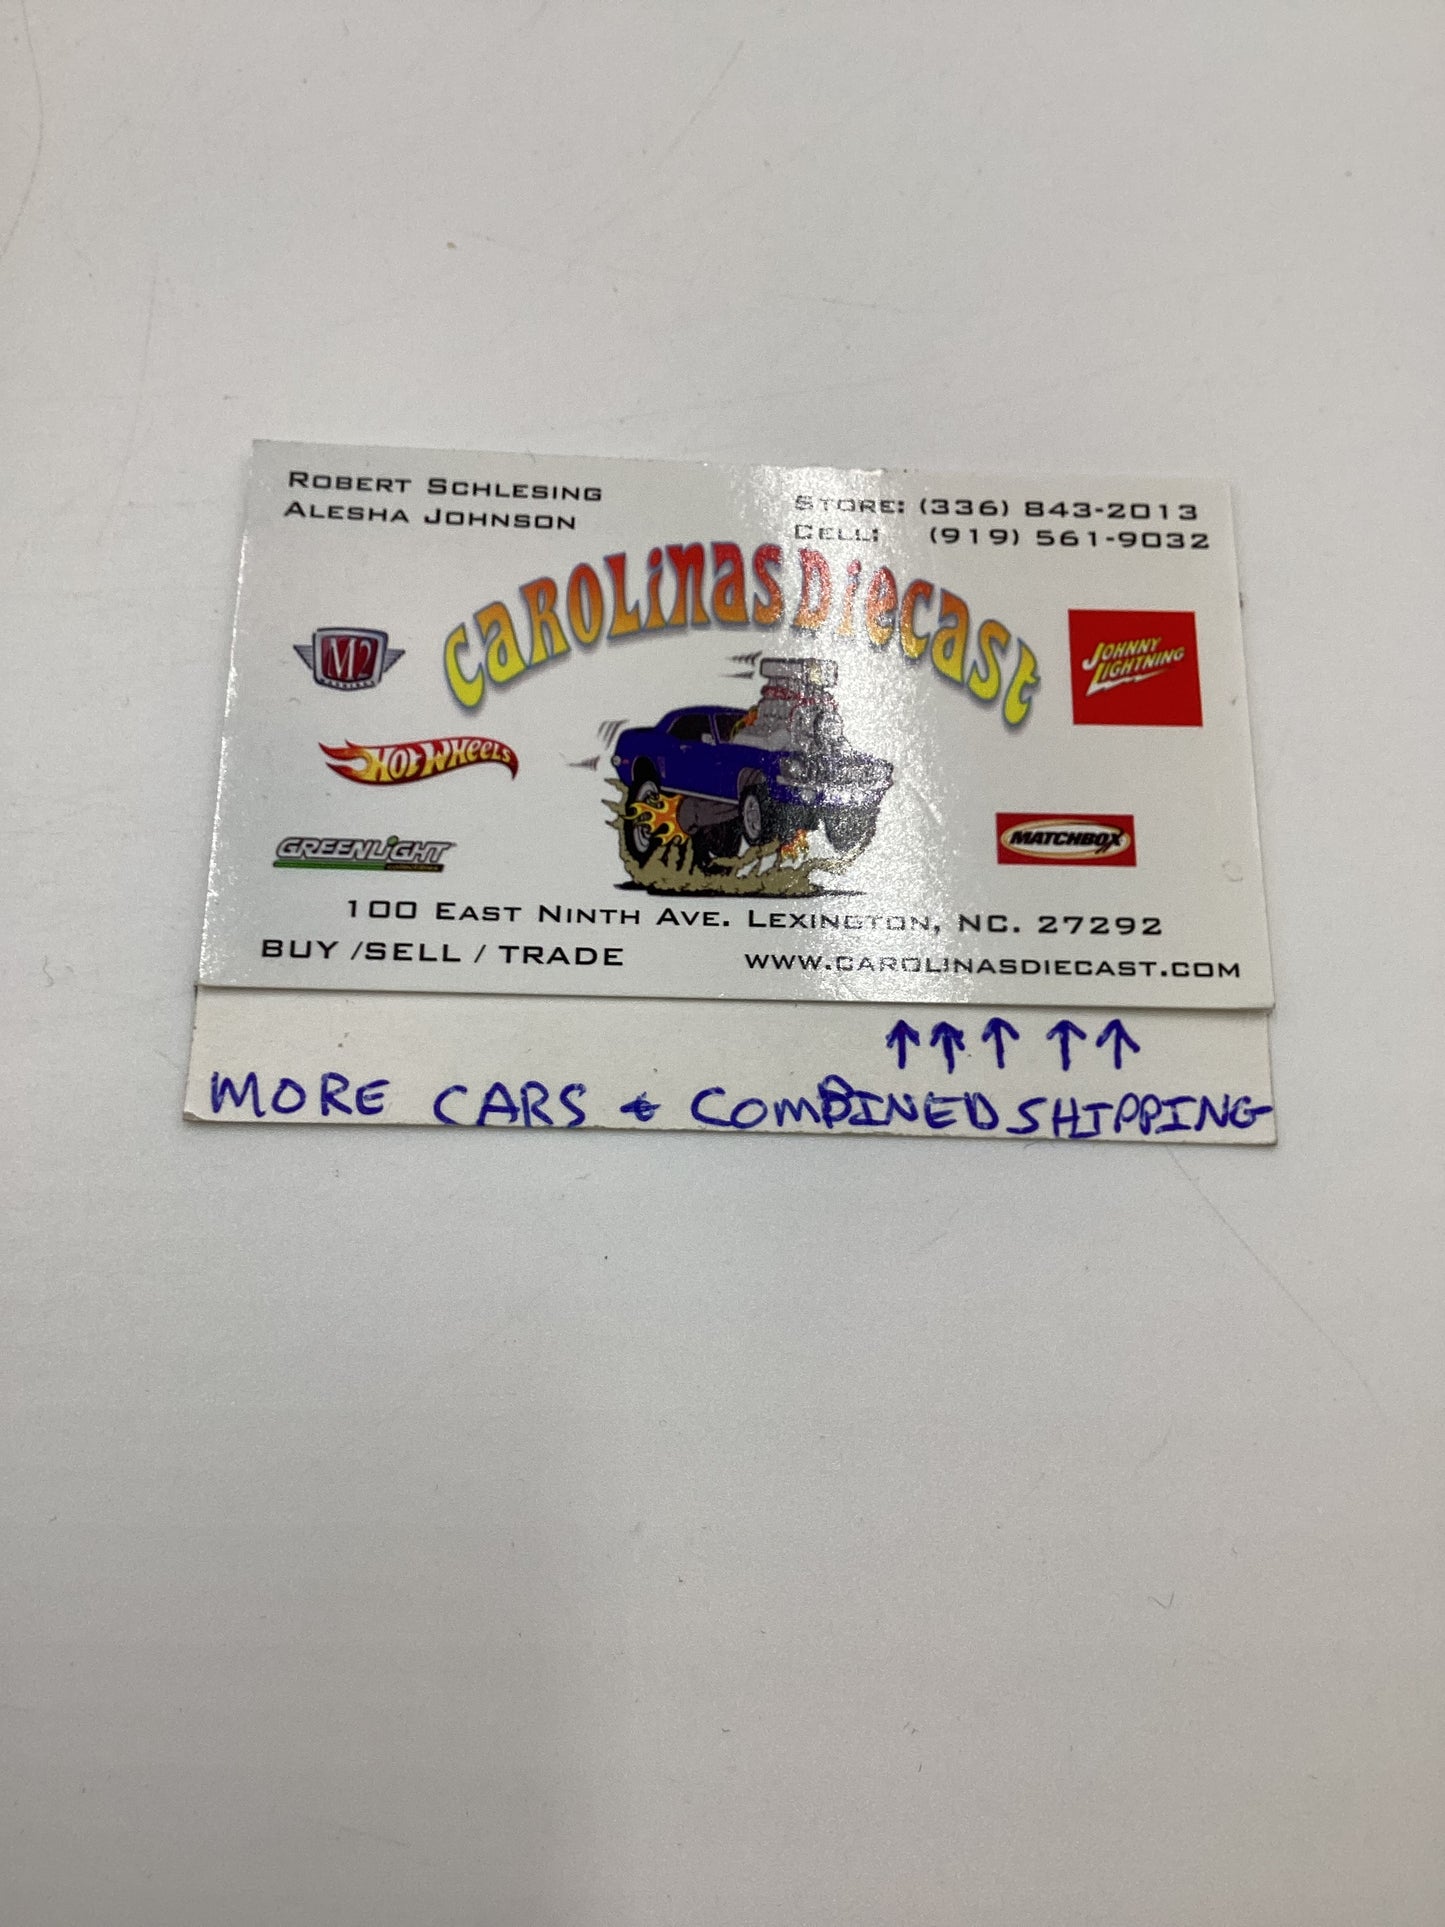 ROBERT SCHLESING
ALESHA JOHNSON
STORE: (336) 843-2013
CELL: (919) 561-9032
CAROLINAS DIECAST
M2
JOHNNY
LIGHTNING
HOT WHEELS
MATCHBOX
GREENLIGHT
100 EAST NINTH AVE. LEXINGTON, NC. 27292
BUY /SELL / TRADE
WWW.CAROLINASDIECAST.COM
↑↑↑ ↑↑
MORE CARS & COMBINED SHIPPING